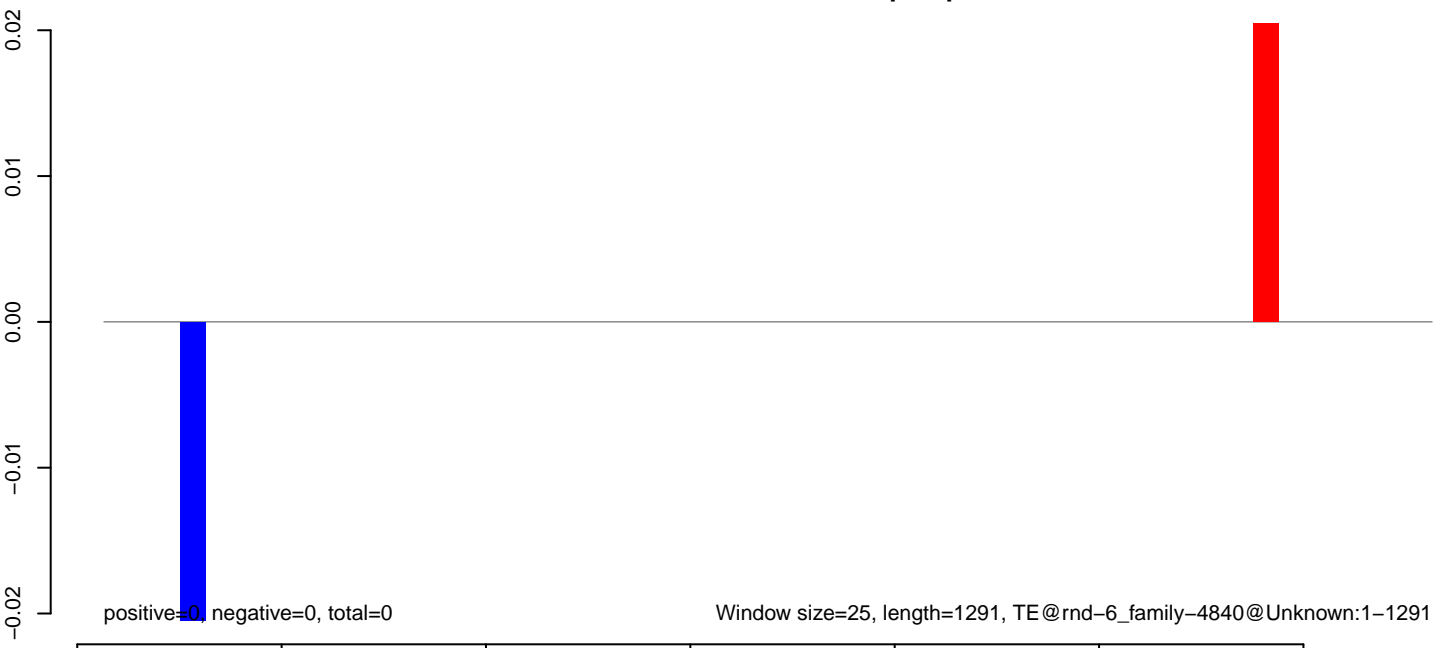 0.02
0.01
0.00
−0.01
−0.02
positive=0, negative=0, total=0
Window size=25, length=1291, TE@rnd−6_family−4840@Unknown:1−1291